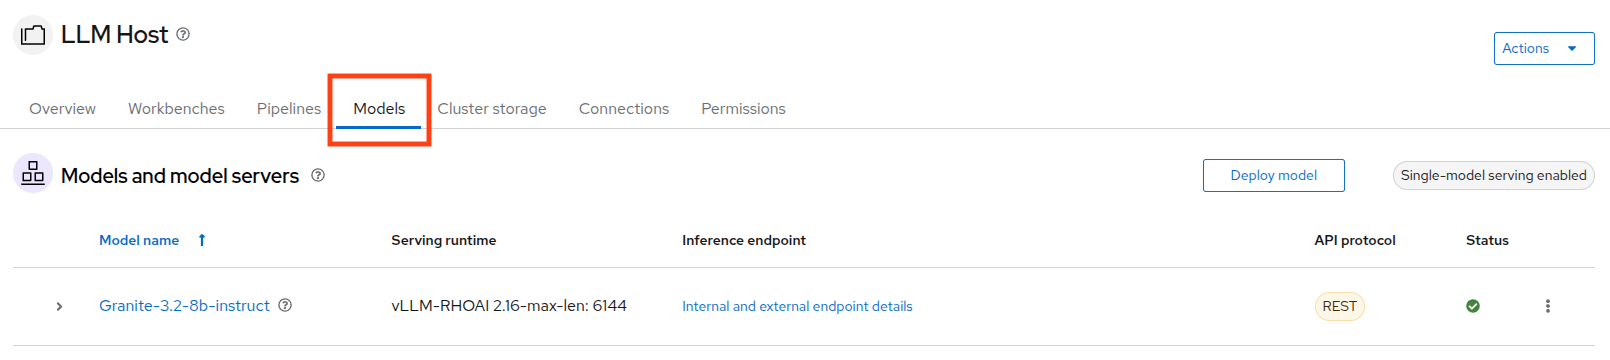 LLM Host
Actions
Overview Workbenches Pipelines Models Cluster storage Connections Permissions
Models and model servers
Deploy model
Single-model serving enabled
Model name Serving runtime Inference endpoint API protocol Status
Granite-3.2-8b-instruct vLLM-RHOAI 2.16-max-len: 6144 Internal and external endpoint details REST